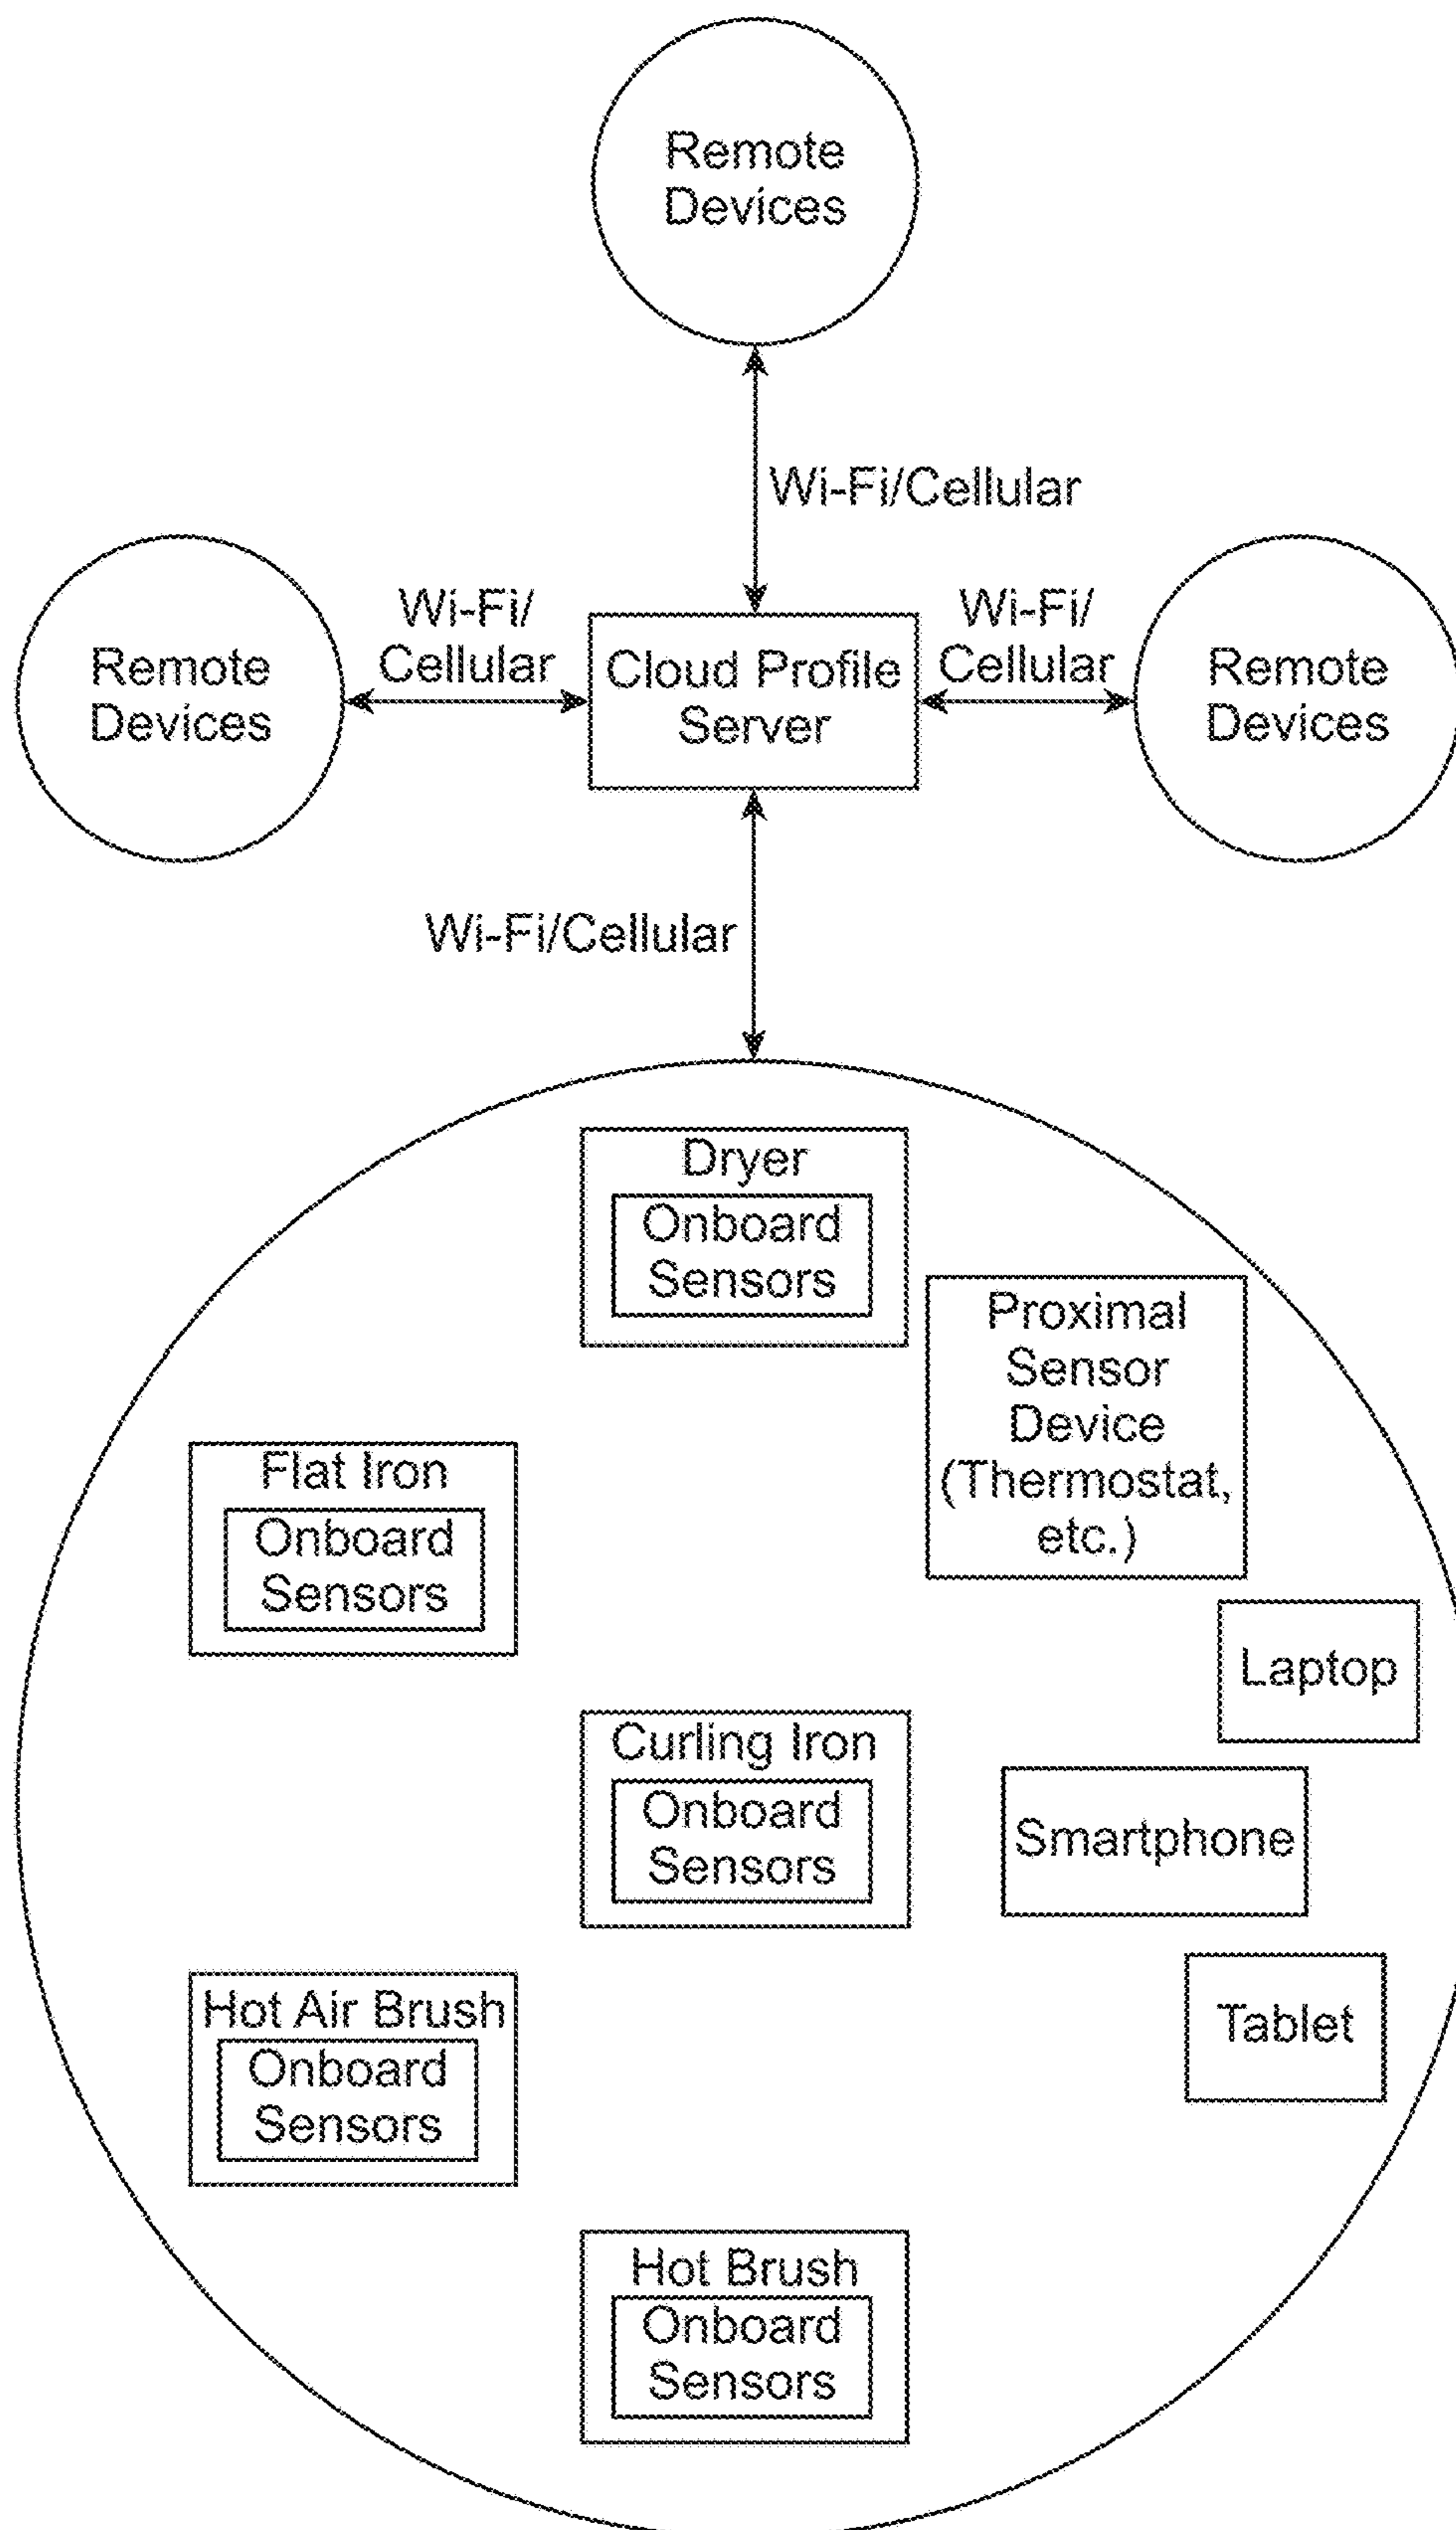 Remote
Devices
Wi-Fi/Cellular
Remote
Devices
Wi-Fi/
Cellular
Cloud Profile
Server
Wi-Fi/
Cellular
Remote
Devices
Wi-Fi/Cellular
Dryer
Onboard
Sensors
Proximal
Sensor
Device
(Thermostat,
etc.)
Flat Iron
Onboard
Sensors
Laptop
Curling Iron
Onboard
Sensors
Smartphone
Hot Air Brush
Onboard
Sensors
Tablet
Hot Brush
Onboard
Sensors